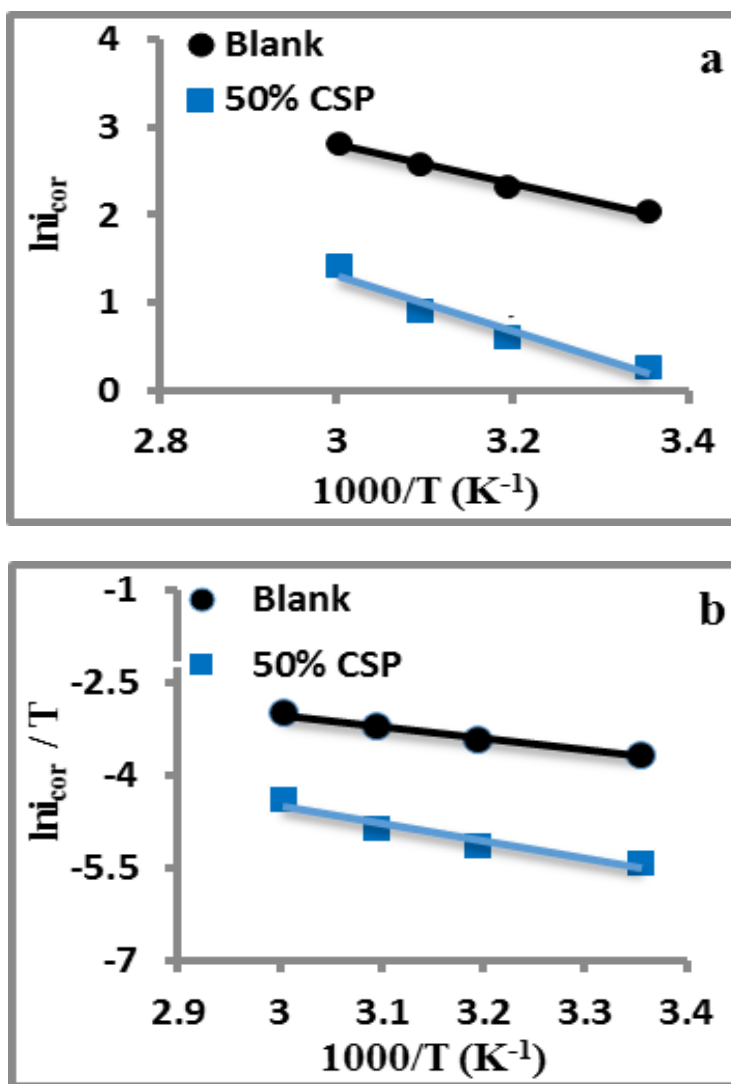 4
Blank
a
50% CSP
3
2
1
0
lni_cor
2.8
3
3.2
3.4
1000/T (K⁻¹)
-1
Blank
b
50% CSP
-2.5
-4
-5.5
-7
lni_cor / T
2.9
3
3.1
3.2
3.3
3.4
1000/T (K⁻¹)